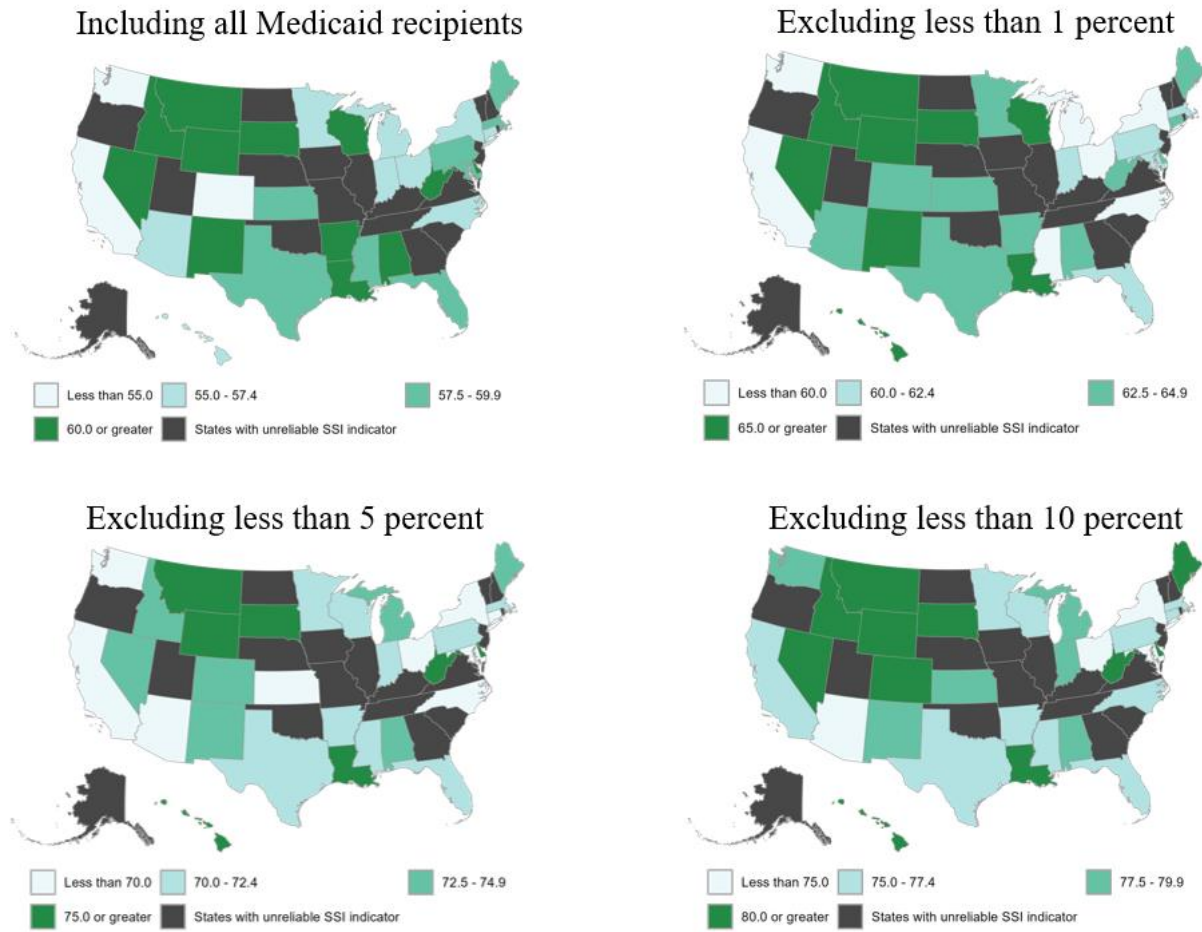 Including all Medicaid recipients
Less than 55.0 55.0 - 57.4 57.5 - 59.9
60.0 or greater States with unreliable SSI indicator
Excluding less than 1 percent
Less than 60.0 60.0 - 62.4 62.5 - 64.9
65.0 or greater States with unreliable SSI indicator
Excluding less than 5 percent
Less than 70.0 70.0 - 72.4 72.5 - 74.9
75.0 or greater States with unreliable SSI indicator
Excluding less than 10 percent
Less than 75.0 75.0 - 77.4 77.5 - 79.9
80.0 or greater States with unreliable SSI indicator